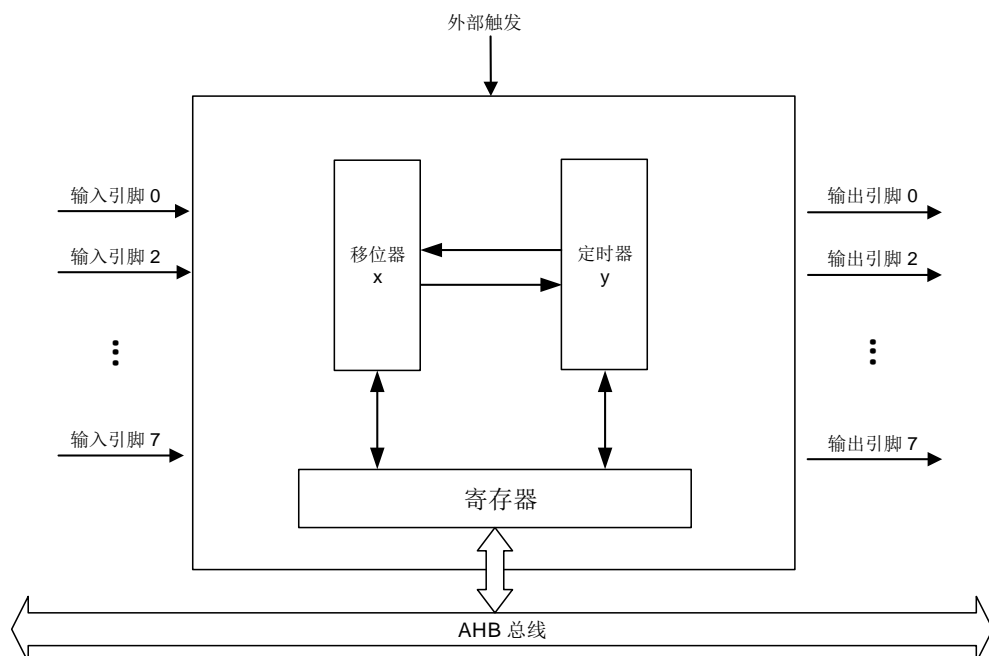 外部触发
输入引脚 0
输出引脚 0
输入引脚 2
移位器
x
定时器
y
输出引脚 2
输入引脚 7
输出引脚 7
寄存器
AHB 总线